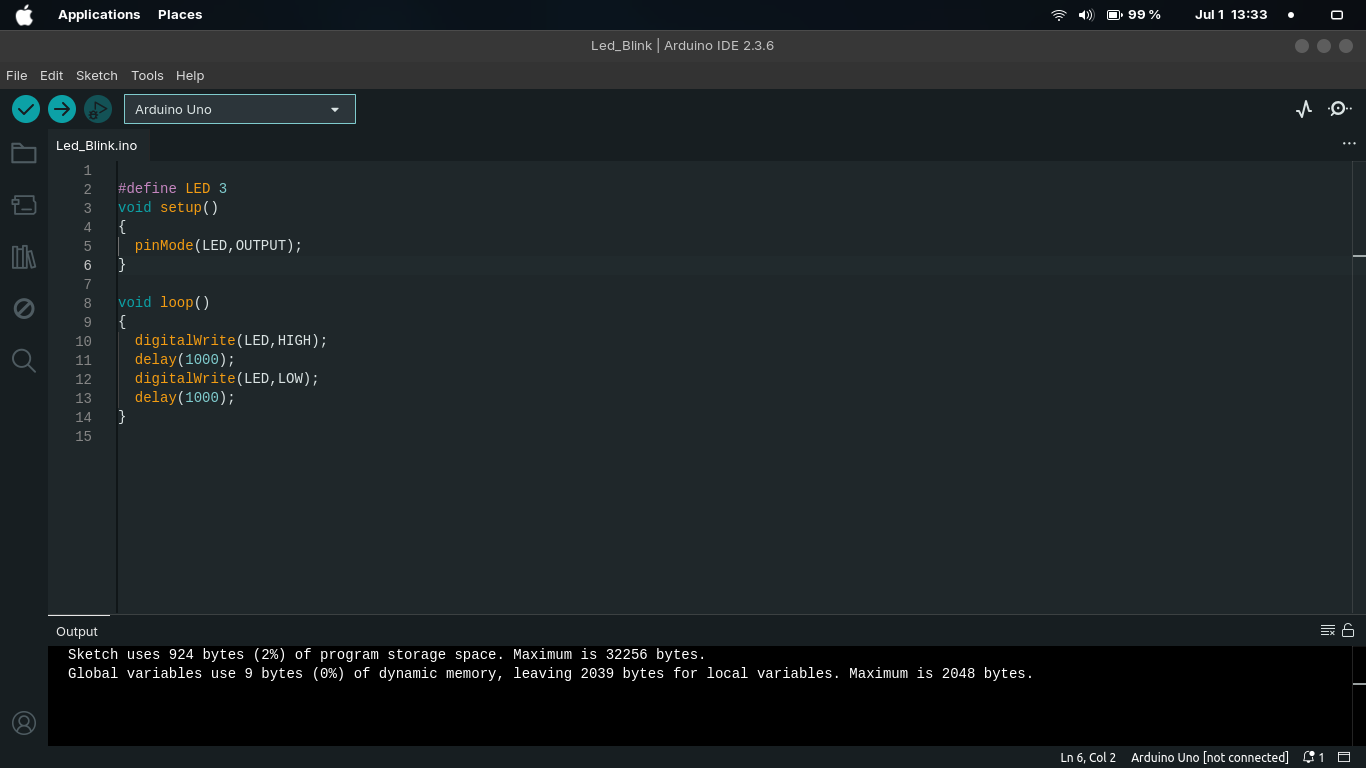 Applications Places 99 % Jul 1 13:33
Led_Blink | Arduino IDE 2.3.6
File Edit Sketch Tools Help
Arduino Uno
Led_Blink.ino
1
2 #define LED 3
3 void setup()
4 {
5 pinMode(LED,OUTPUT);
6 }
7
8 void loop()
9 {
10 digitalWrite(LED,HIGH);
11 delay(1000);
12 digitalWrite(LED,LOW);
13 delay(1000);
14 }
15
Output
Sketch uses 924 bytes (2%) of program storage space. Maximum is 32256 bytes.
Global variables use 9 bytes (0%) of dynamic memory, leaving 2039 bytes for local variables. Maximum is 2048 bytes.
Ln 6, Col 2 Arduino Uno [not connected] 1